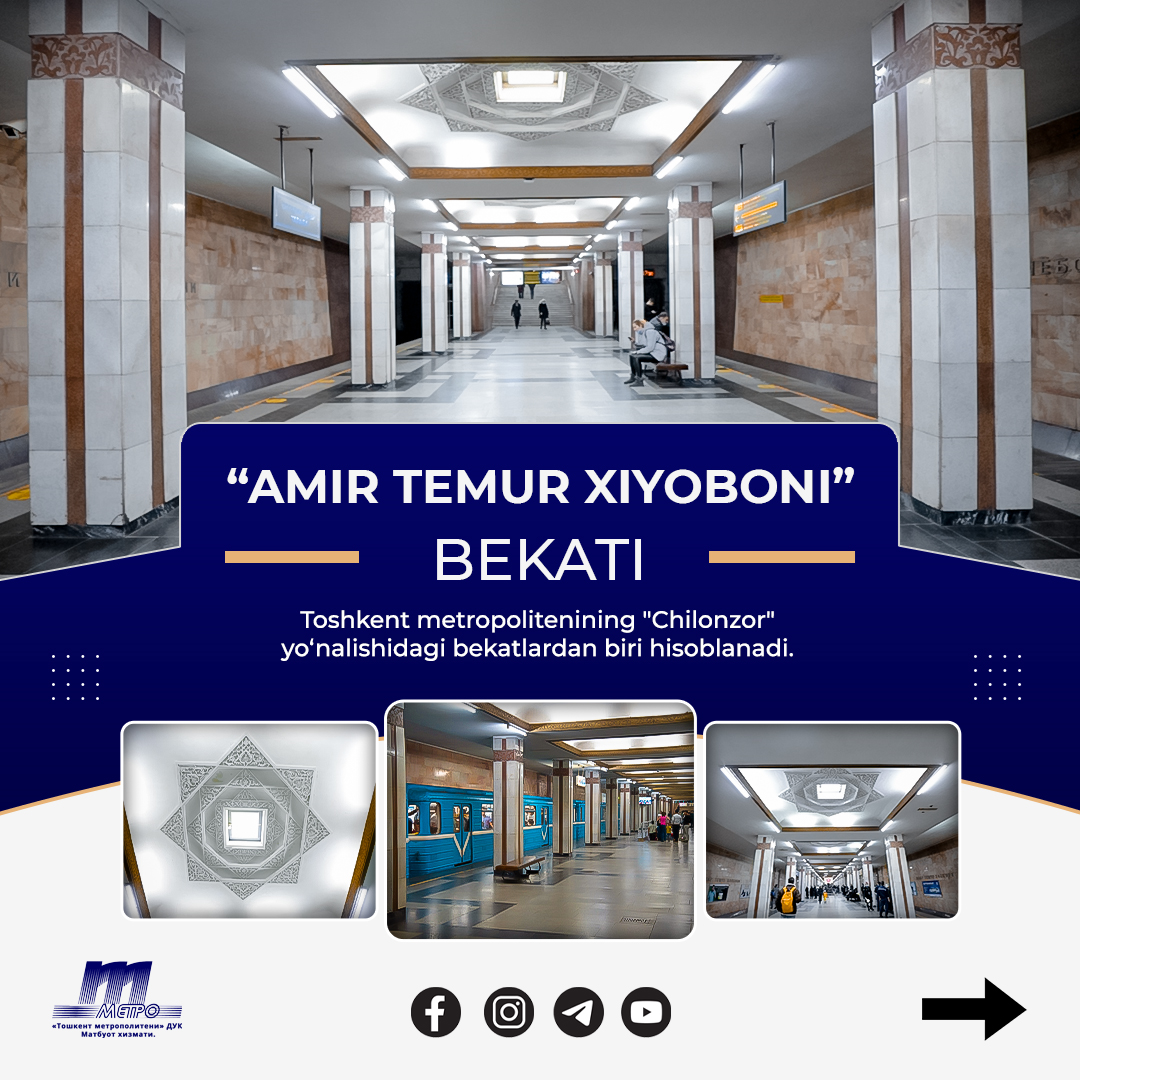 “AMIR TEMUR XIYOBONI”
BEKATI
Toshkent metropolitenining "Chilonzor"
yo‘nalishidagi bekatlardan biri hisoblanadi.
МЕТРО
«Тошкент метрополитени» ДУК
Матбуот хизмати.